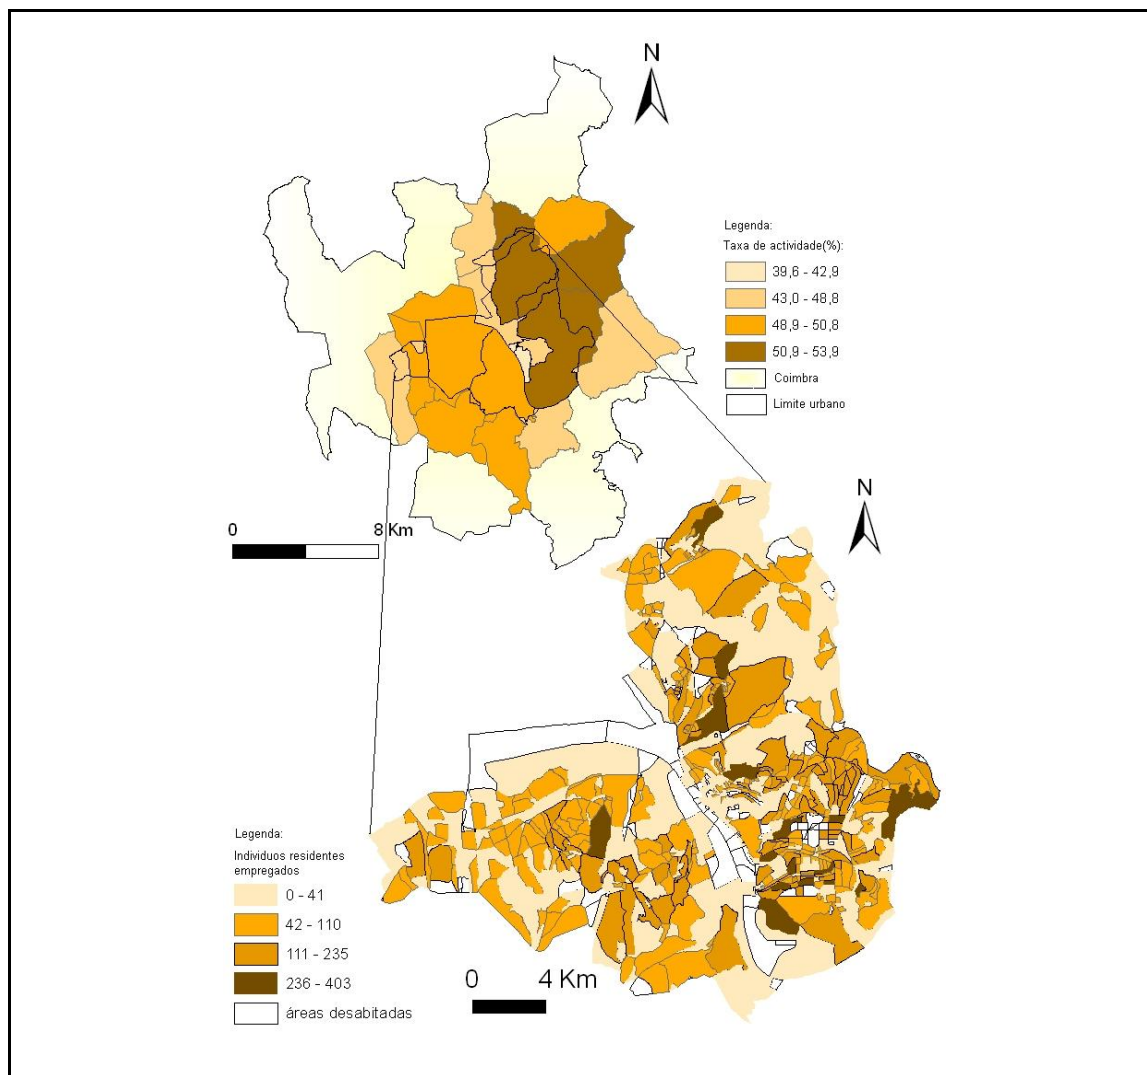 N
Legenda:
Taxa de actividade(%):
39,6 - 42,9
43,0 - 48,8
48,9 - 50,8
50,9 - 53,9
Coimbra
Limite urbano
0 8 Km
N
Legenda:
Individuos residentes
empregados
0 - 41
42 - 110
111 - 235
236 - 403
áreas desabitadas
0 4 Km